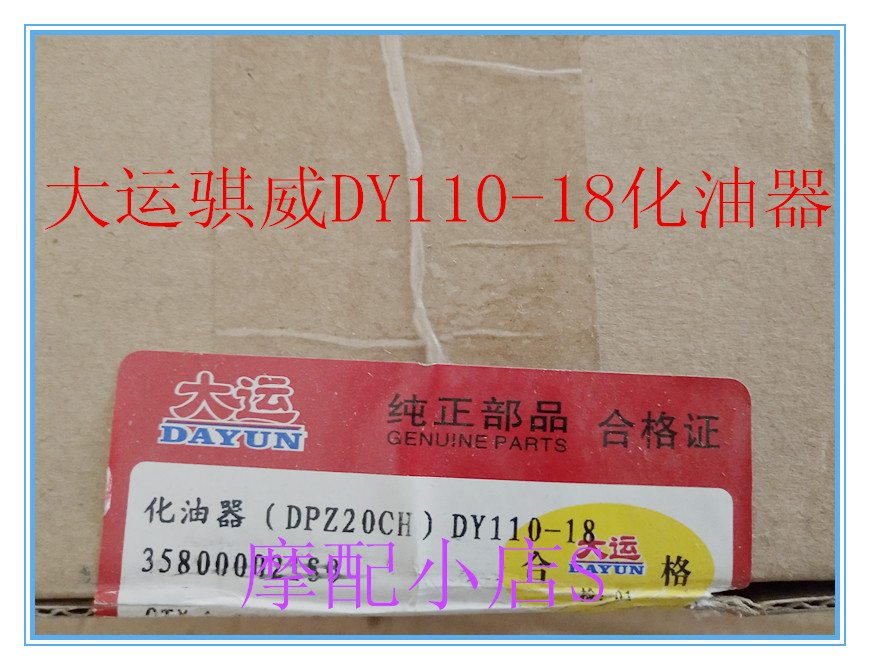 大运骐威DY110-18化油器
大运
DAYUN
纯正部品
GENUINE PARTS
合格证
化油器 (DPZ20CH) DY110-18
大运
DAYUN
合 格
摩配小店S